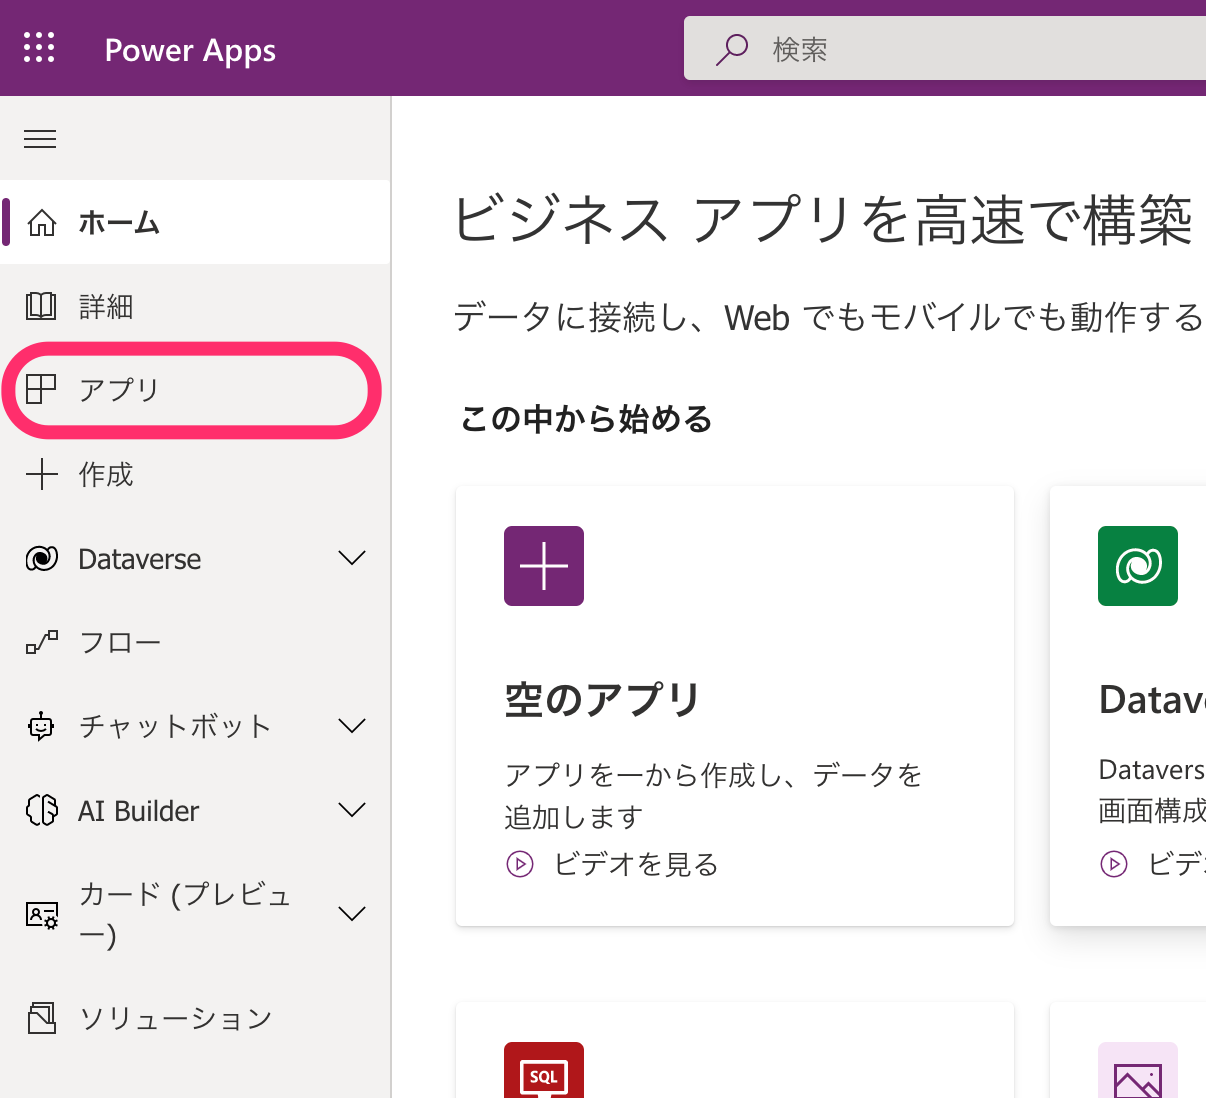 Power Apps
検索
ホーム
詳細
アプリ
作成
Dataverse
フロー
チャットボット
AI Builder
カード (プレビュ
ー)
ソリューション
ビジネス アプリを高速で構築
データに接続し、Web でもモバイルでも動作する
この中から始める
空のアプリ
アプリを一から作成し、データを
追加します
ビデオを見る
Datav
Datavers
画面構成
ビデ
SQL